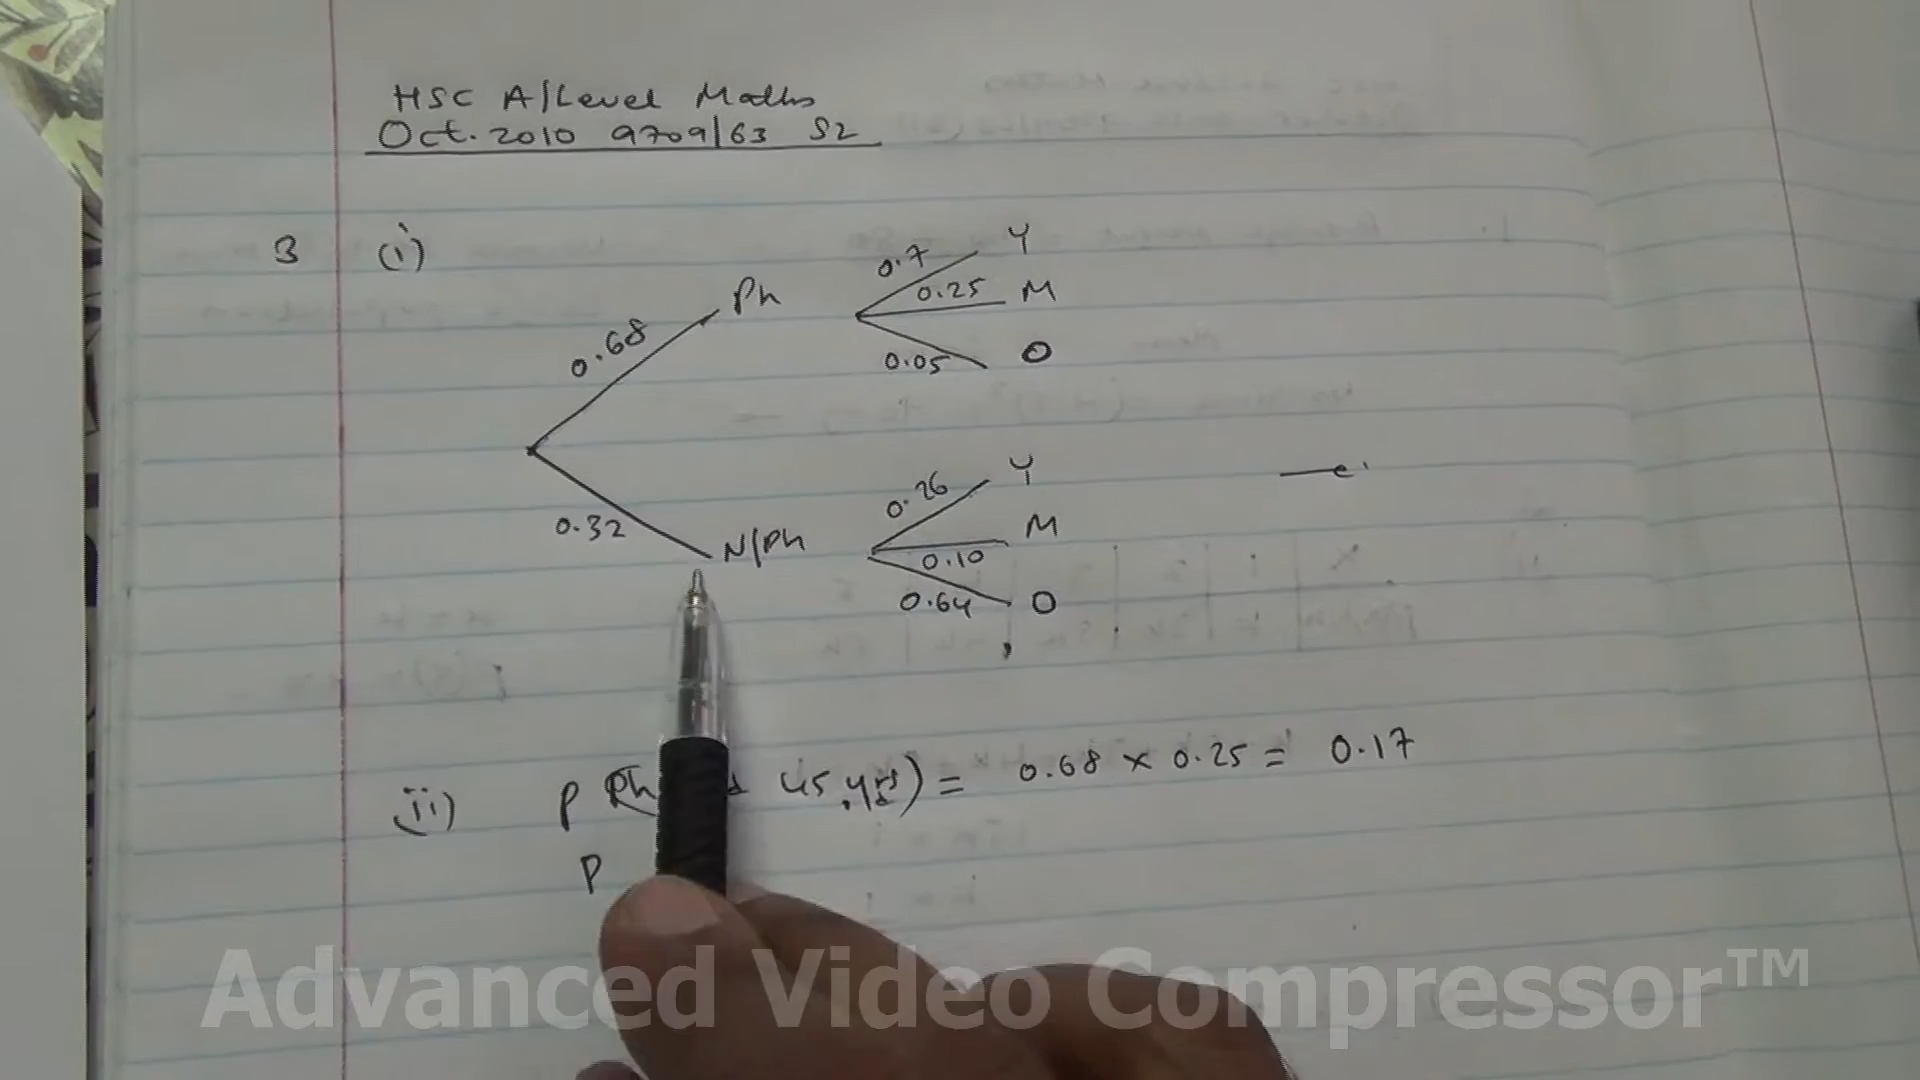 HSC A/Level Maths
Oct. 2010 9709/63 S2
3 (i)
0.68 Ph
0.7 Y
0.25 M
0.05 O
0.32 N/Ph
0.26 Y
0.10 M
0.64 O
(ii) P (Ph 45 yrs) = 0.68 × 0.25 = 0.17
P
Advanced Video Compressor™